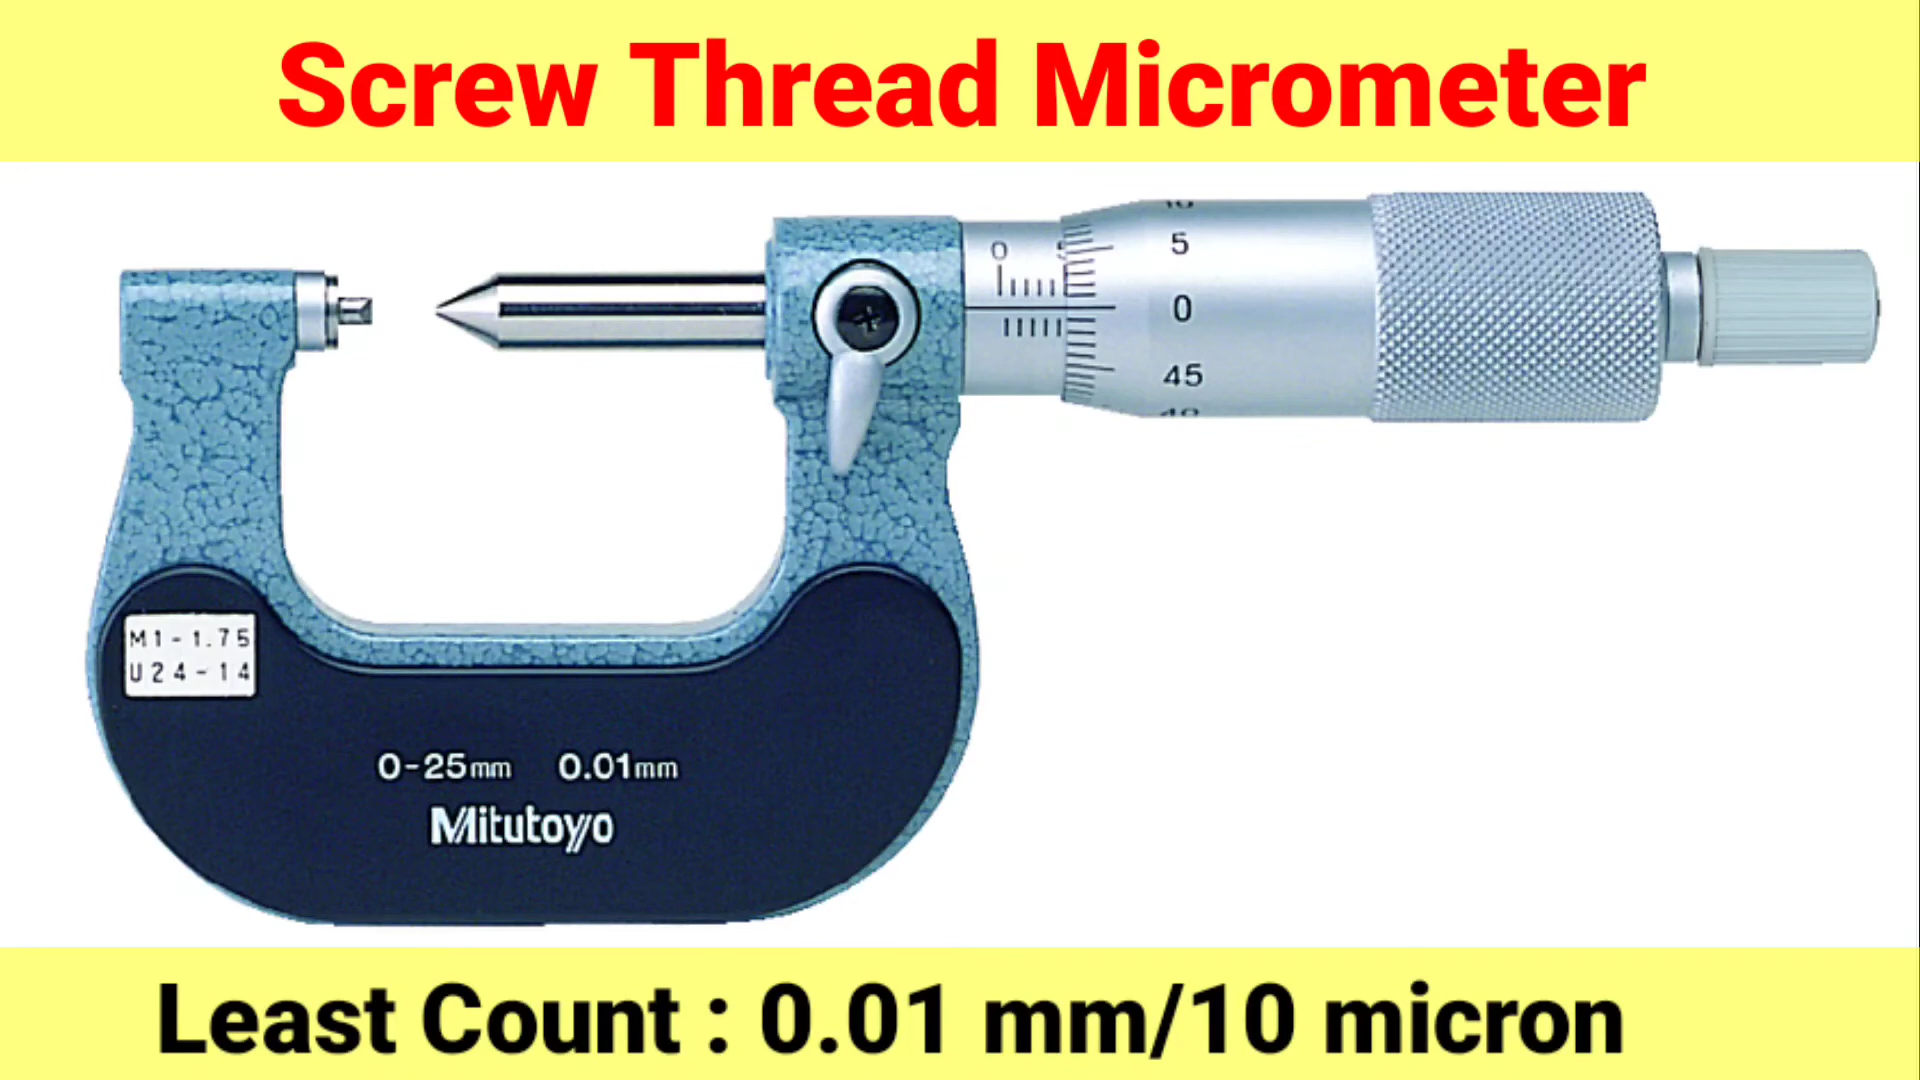 Screw Thread Micrometer
0
5
0
45
M1-1.75
U24-14
0-25mm 0.01mm
Mitutoyo
Least Count : 0.01 mm/10 micron